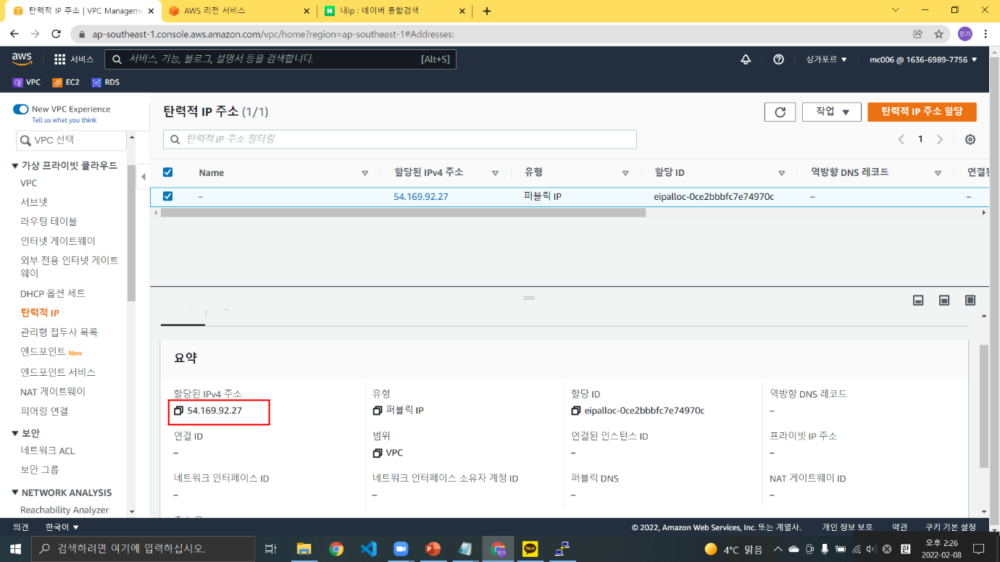 탄력적 IP 주소 | VPC Manageme
AWS 리전 서비스
내ip : 네이버 통합검색
ap-southeast-1.console.aws.amazon.com/vpc/home?region=ap-southeast-1#Addresses:
민기
aws
서비스
서비스, 기능, 블로그, 설명서 등을 검색합니다.
[Alt+S]
싱가포르
mc006 @ 1636-6989-7756
VPC
EC2
RDS
New VPC Experience
Tell us what you think
VPC 선택
가상 프라이빗 클라우드
VPC
서브넷
라우팅 테이블
인터넷 게이트웨이
외부 전용 인터넷 게이트
웨이
DHCP 옵션 세트
탄력적 IP
관리형 접두사 목록
엔드포인트 New
엔드포인트 서비스
NAT 게이트웨이
피어링 연결
보안
네트워크 ACL
보안 그룹
NETWORK ANALYSIS
Reachability Analyzer
탄력적 IP 주소 (1/1)
작업
탄력적 IP 주소 할당
탄력적 IP 주소 필터링
1
Name
할당된 IPv4 주소
유형
할당 ID
역방향 DNS 레코드
연결된
–
54.169.92.27
퍼블릭 IP
eipalloc-0ce2bbbfc7e74970c
–
–
요약
할당된 IPv4 주소
유형
할당 ID
역방향 DNS 레코드
54.169.92.27
퍼블릭 IP
eipalloc-0ce2bbbfc7e74970c
–
연결 ID
범위
연결된 인스턴스 ID
프라이빗 IP 주소
–
VPC
–
–
네트워크 인터페이스 ID
네트워크 인터페이스 소유자 계정 ID
퍼블릭 DNS
NAT 게이트웨이 ID
–
–
–
–
의견
한국어
© 2022, Amazon Web Services, Inc. 또는 계열사.
개인 정보 보호
약관
쿠키 기본 설정
검색하려면 여기에 입력하십시오.
민기
TALK
4°C 맑음
한
오후 2:26
2022-02-08